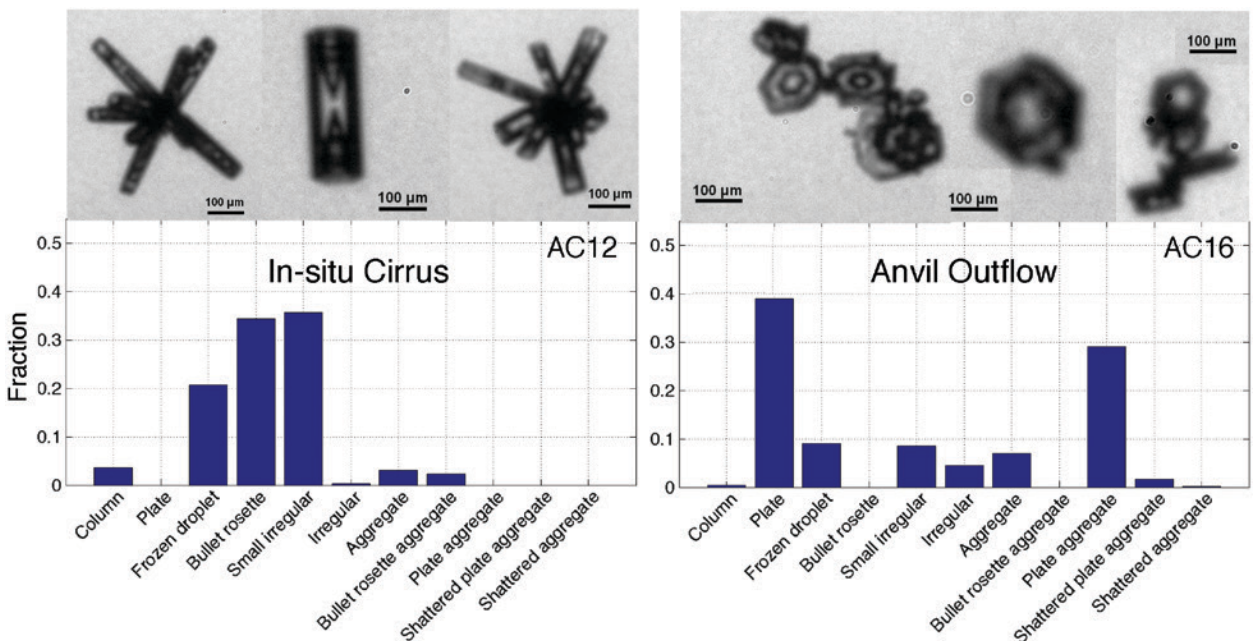 100 µm
100 µm
100 µm
100 µm
100 µm
100 µm
AC12
In-situ Cirrus
Fraction
0.5
0.4
0.3
0.2
0.1
0
Column
Plate
Frozen droplet
Bullet rosette
Small irregular
Irregular
Aggregate
Bullet rosette aggregate
Plate aggregate
Shattered plate aggregate
Shattered aggregate
AC16
Anvil Outflow
0.5
0.4
0.3
0.2
0.1
0
Column
Plate
Frozen droplet
Bullet rosette
Small irregular
Irregular
Aggregate
Bullet rosette aggregate
Plate aggregate
Shattered plate aggregate
Shattered aggregate